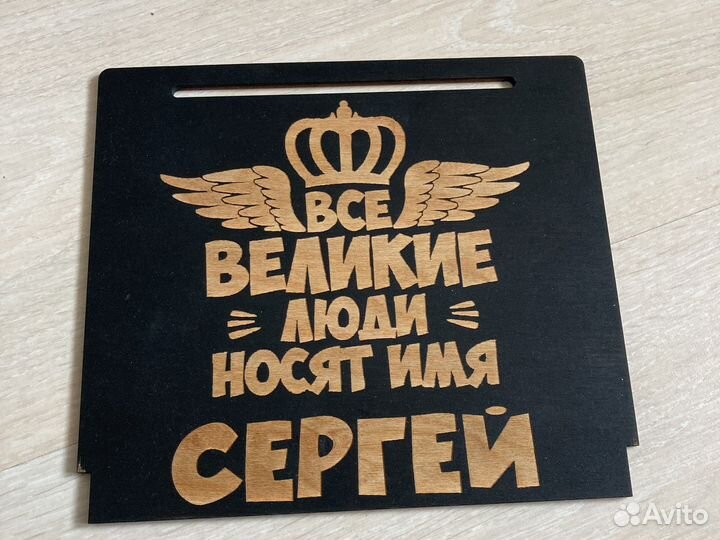 ВСЕ
ВЕЛИКИЕ
ЛЮДИ
НОСЯТ ИМЯ
СЕРГЕЙ
Avito